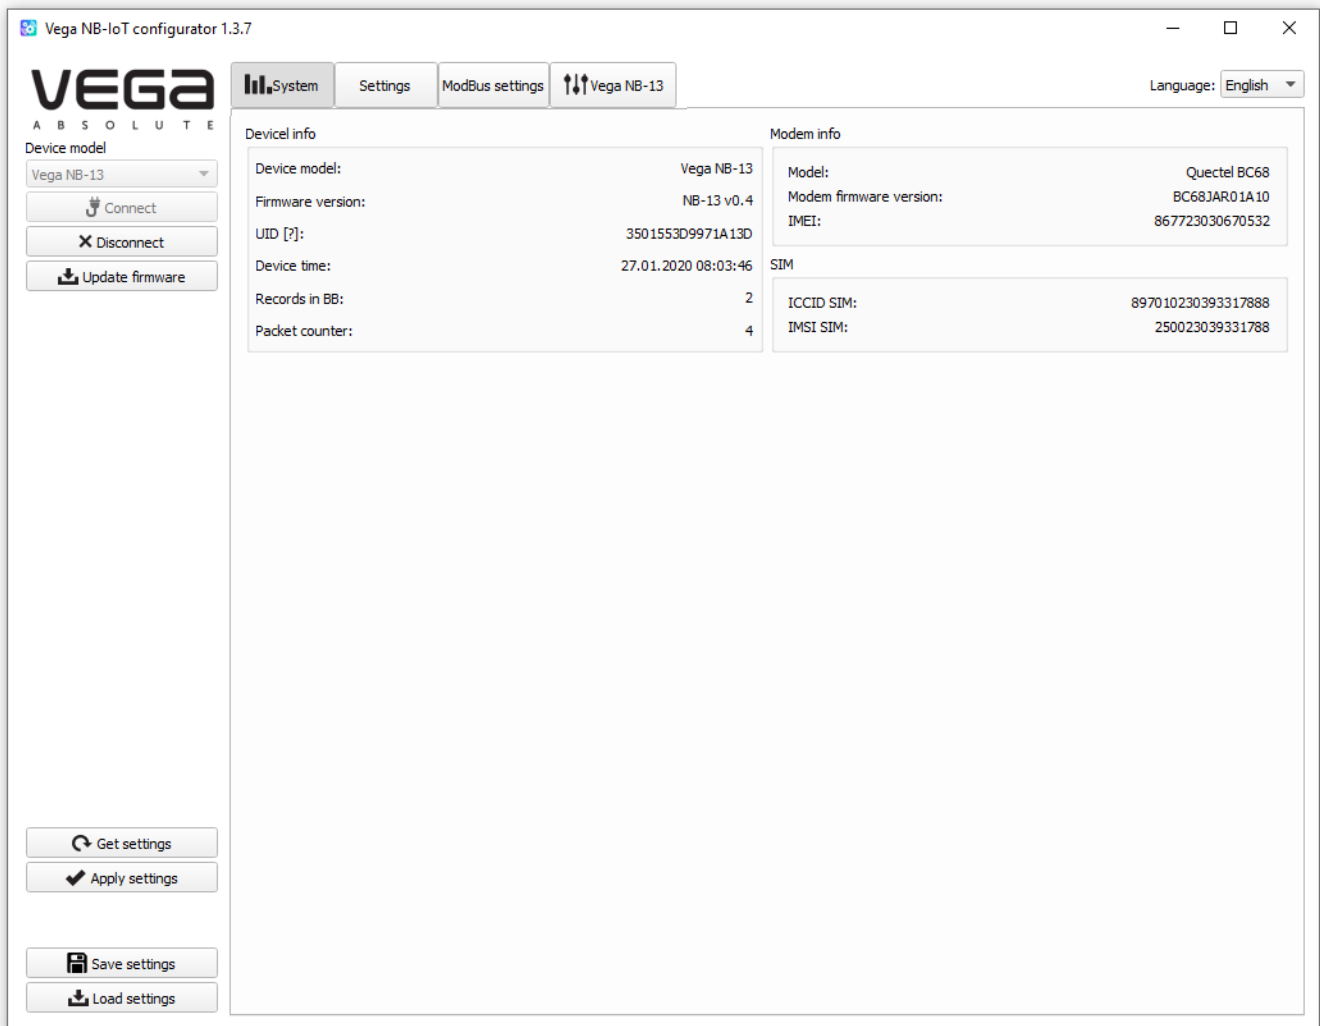 Vega NB-IoT configurator 1.3.7
VEGA
ABSOLUTE
Device model
Vega NB-13
Connect
Disconnect
Update firmware
Get settings
Apply settings
Save settings
Load settings
System
Settings
ModBus settings
Vega NB-13
Language: English
Devicel info
Device model: Vega NB-13
Firmware version: NB-13 v0.4
UID [?]: 3501553D9971A13D
Device time: 27.01.2020 08:03:46
Records in BB: 2
Packet counter: 4
Modem info
Model: Quectel BC68
Modem firmware version: BC68JAR01A10
IMEI: 867723030670532
SIM
ICCID SIM: 897010230393317888
IMSI SIM: 250023039331788